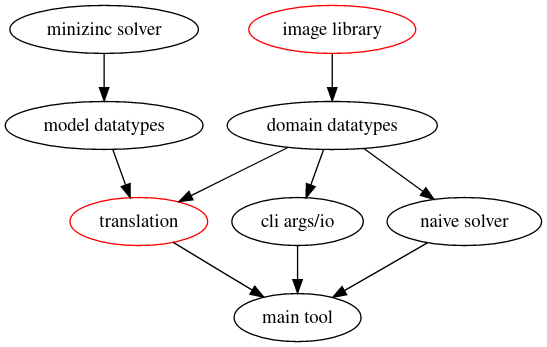 minizinc solver
image library
model datatypes
domain datatypes
translation
cli args/io
naive solver
main tool